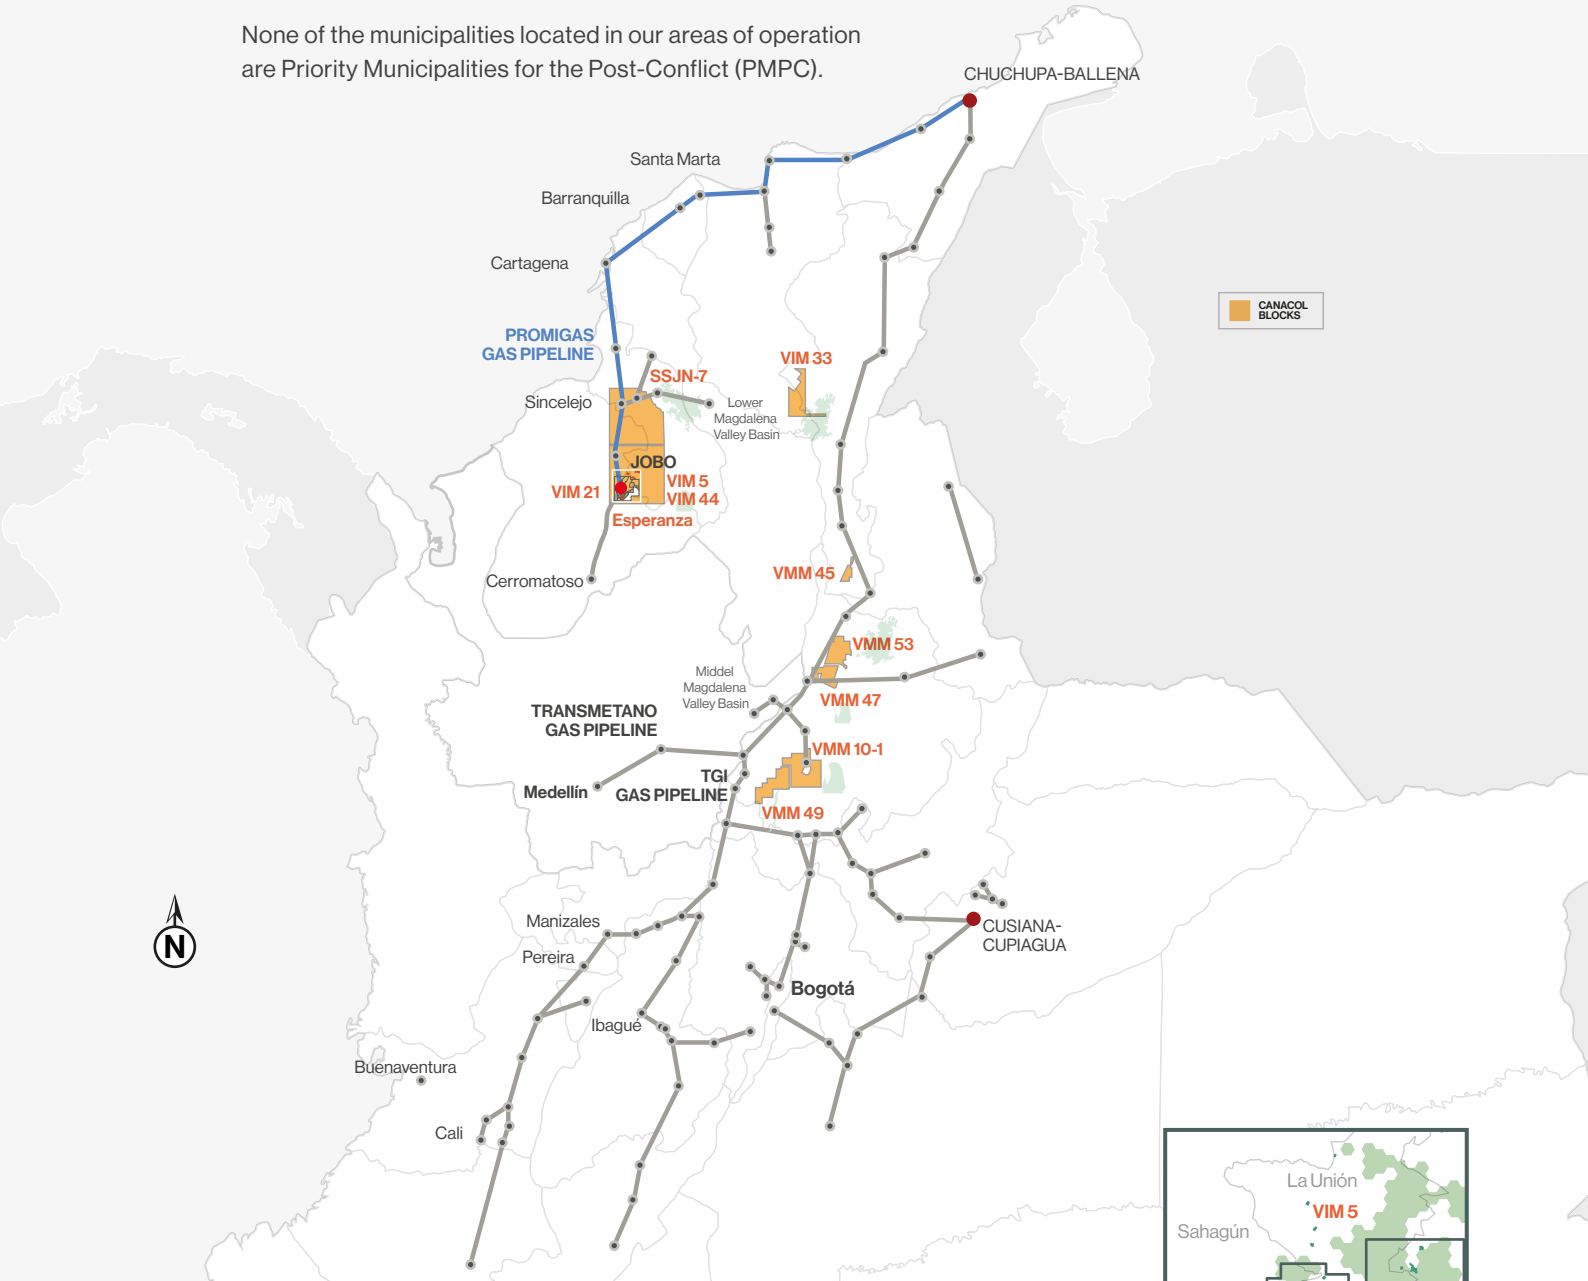 None of the municipalities located in our areas of operation
are Priority Municipalities for the Post-Conflict (PMPC).
CHUCHUPA-BALLENA
Santa Marta
Barranquilla
Cartagena
CANACOL
BLOCKS
PROMIGAS
GAS PIPELINE
VIM 33
SSJN-7
Sincelejo
Lower
Magdalena
Valley Basin
JOBO
VIM 5
VIM 21
VIM 44
Esperanza
VMM 45
Cerromatoso
VMM 53
Middel
Magdalena
Valley Basin
VMM 47
TRANSMETANO
GAS PIPELINE
VMM 10-1
TGI
GAS PIPELINE
Medellín
VMM 49
Manizales
CUSIANA-
CUPIAGUA
N
Pereira
Bogotá
Ibagué
Buenaventura
Cali
La Unión
VIM 5
Sahagún